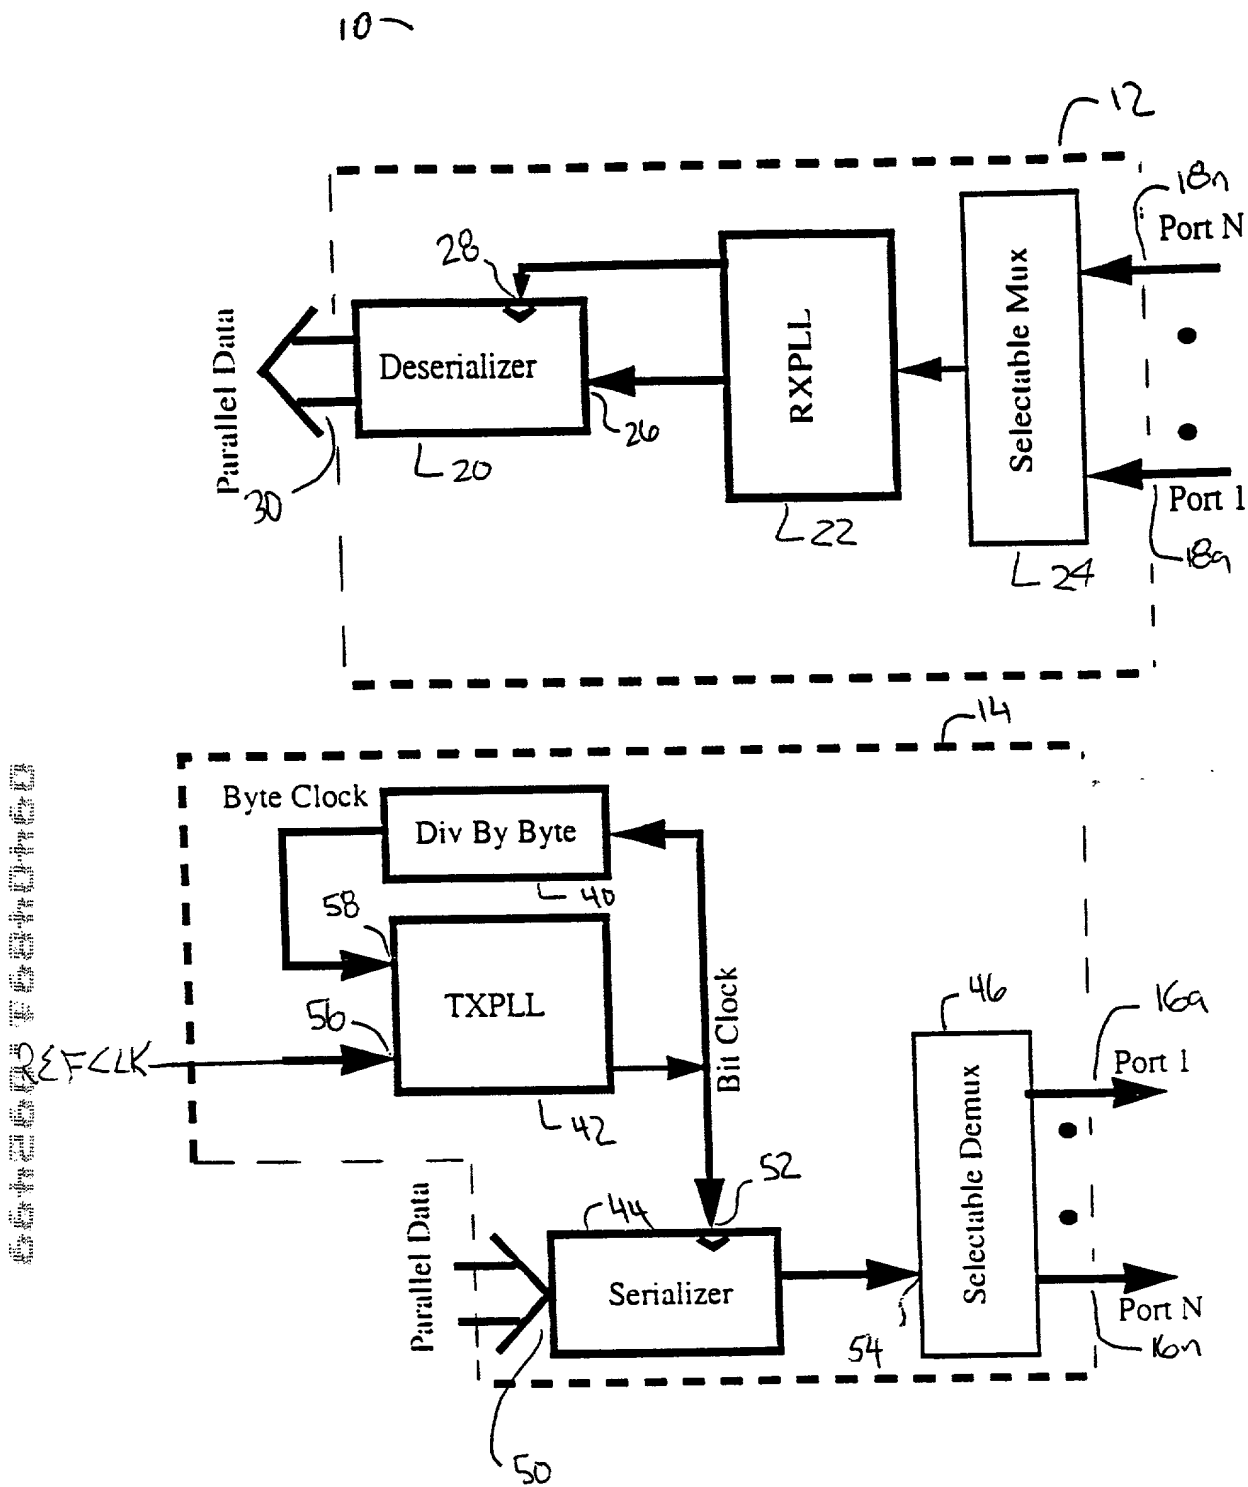 10
12
18n
Port N
28
Selectable Mux
RXPLL
Deserializer
Parallel Data
26
20
30
22
Port 1
18a
24
14
Byte Clock
Div By Byte
40
58
TXPLL
Bit Clock
46
16a
56
REFCLK
Port 1
42
52
Parallel Data
44
Selectable Demux
Serializer
Port N
54
16n
50